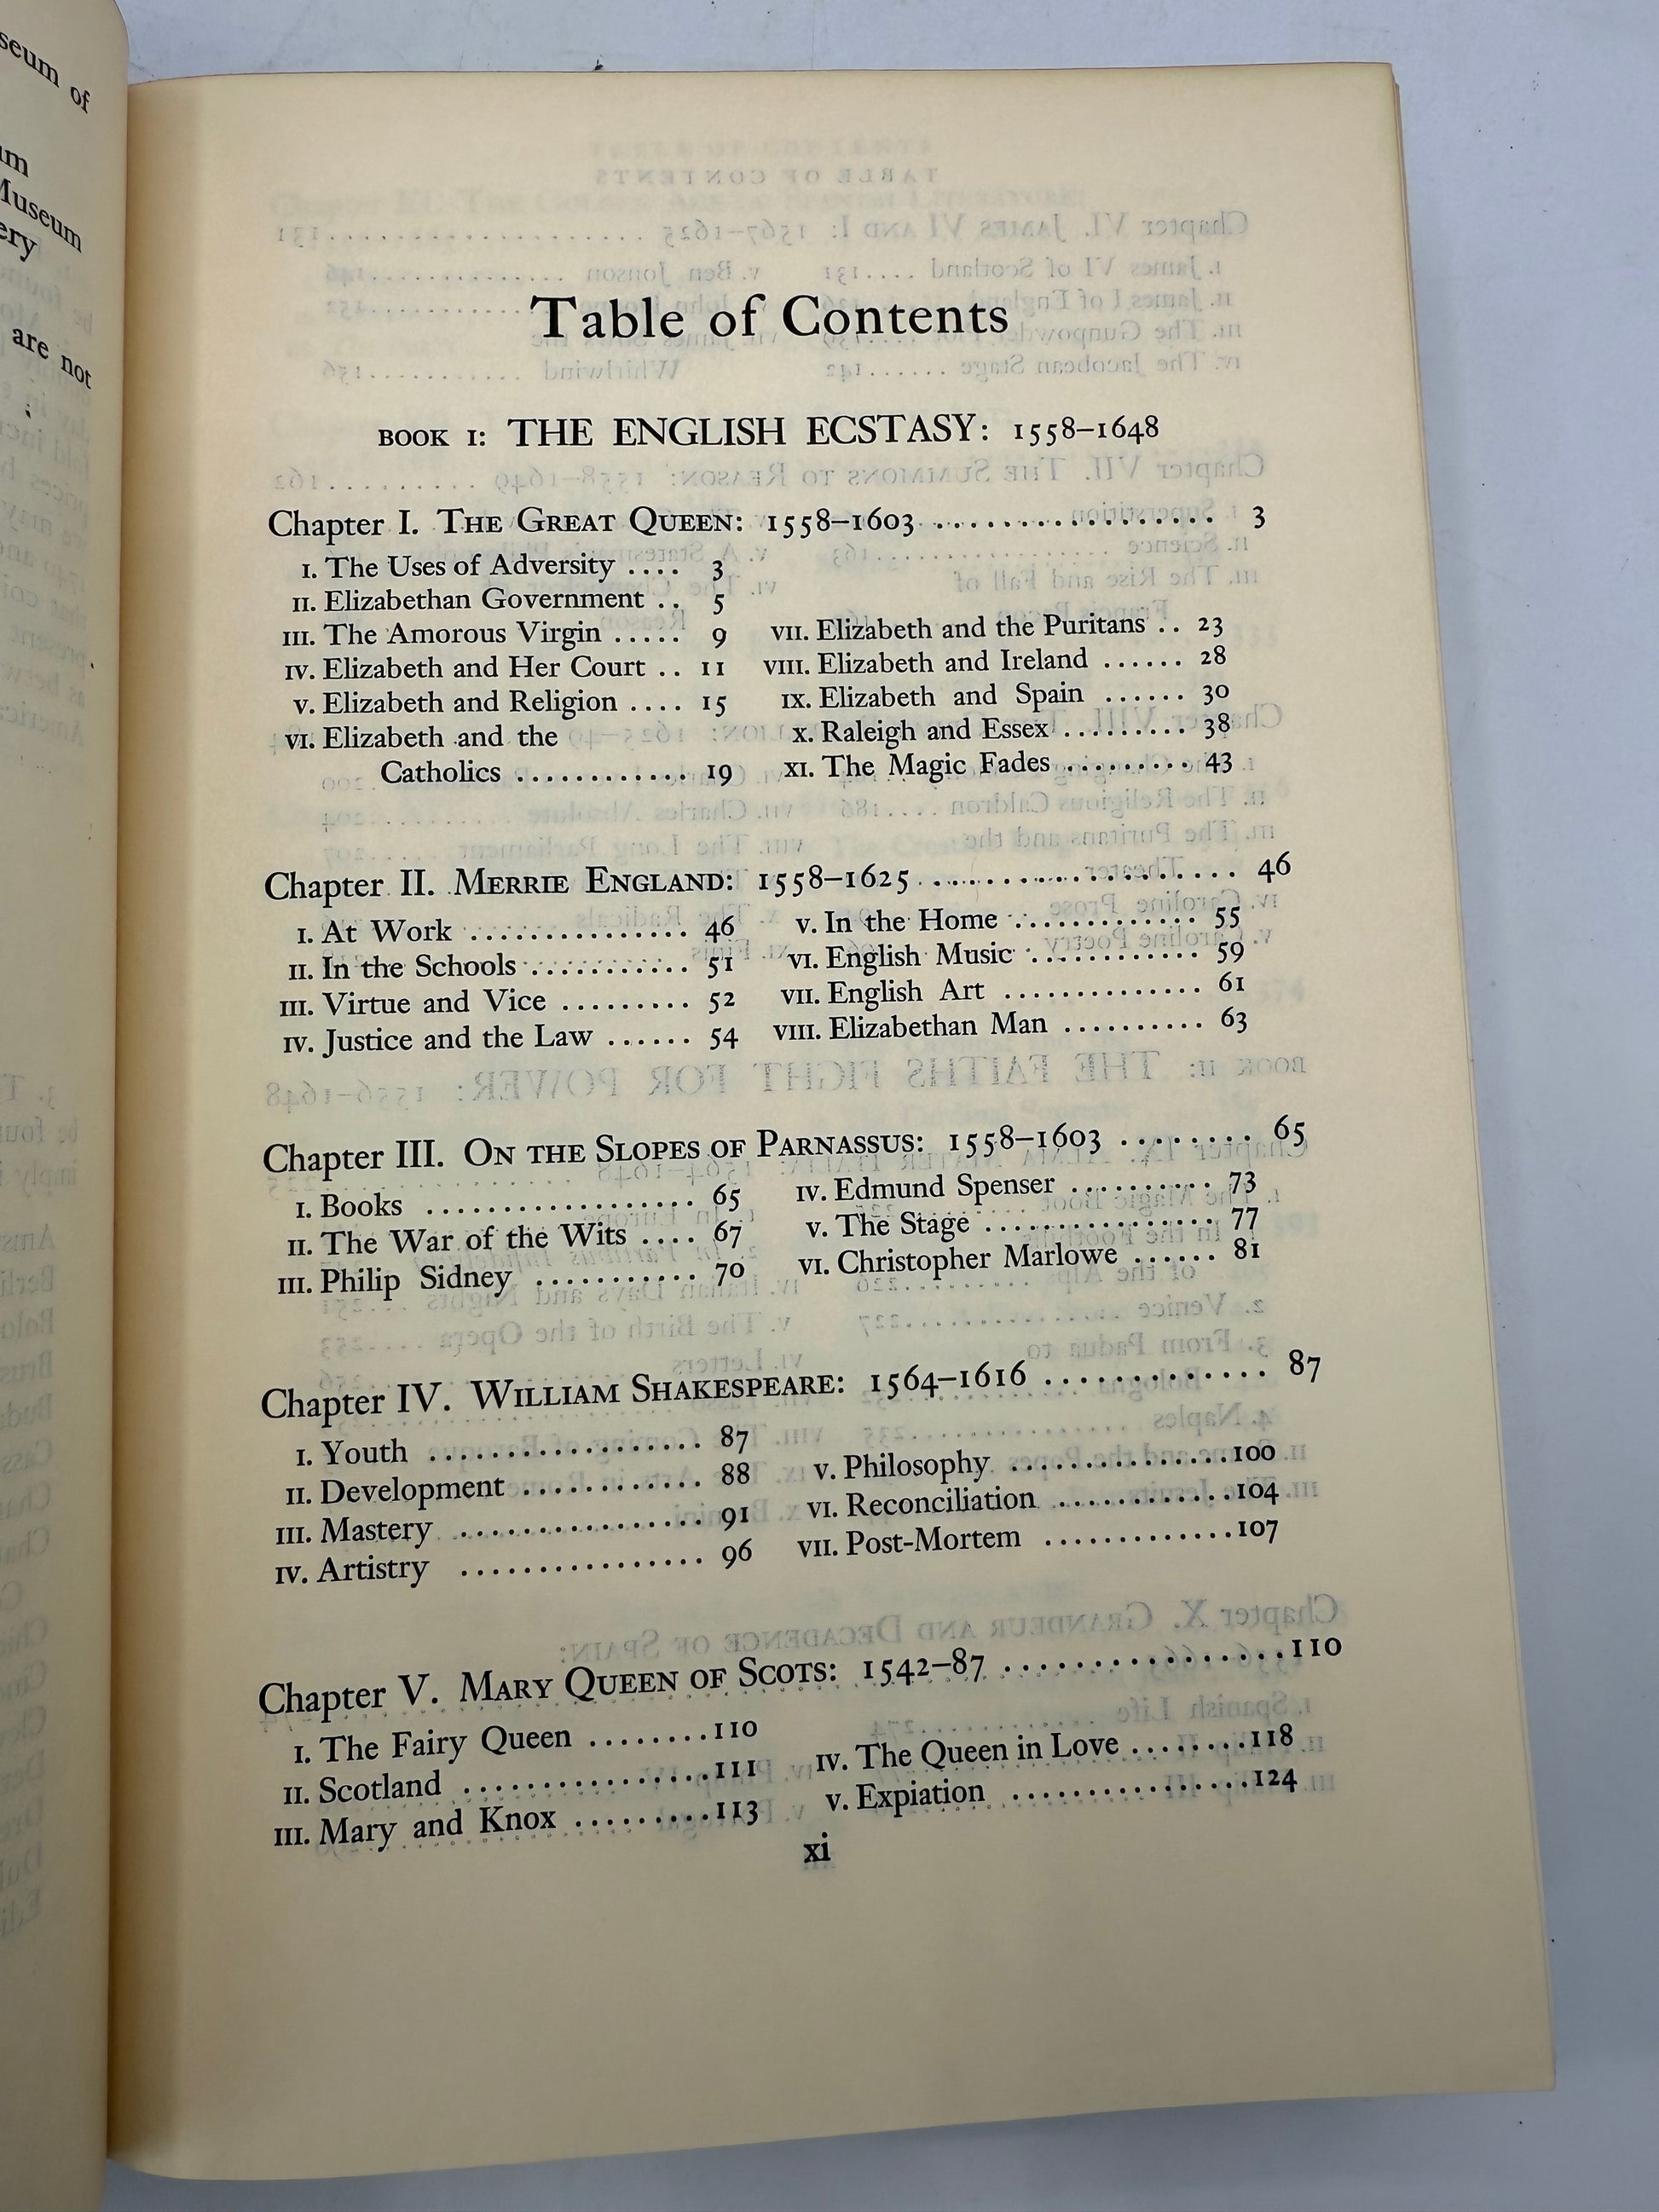 seum of
um
Museum
ery
are not
Table of Contents
BOOK I: THE ENGLISH ECSTASY: 1558–1648
Chapter I. THE GREAT QUEEN: 1558–1603 ................. 3
I. The Uses of Adversity .... 3
II. Elizabethan Government .. 5
III. The Amorous Virgin ..... 9
IV. Elizabeth and Her Court .. 11
V. Elizabeth and Religion .... 15
VI. Elizabeth and the
Catholics ............ 19
VII. Elizabeth and the Puritans .. 23
VIII. Elizabeth and Ireland ...... 28
IX. Elizabeth and Spain ...... 30
X. Raleigh and Essex ......... 38
XI. The Magic Fades ......... 43
Chapter II. MERRIE ENGLAND: 1558–1625 .................... 46
I. At Work ................ 46
II. In the Schools ............ 51
III. Virtue and Vice ......... 52
IV. Justice and the Law ...... 54
V. In the Home ............. 55
VI. English Music ............ 59
VII. English Art .............. 61
VIII. Elizabethan Man .......... 63
Chapter III. ON THE SLOPES OF PARNASSUS: 1558–1603 ........ 65
I. Books ................... 65
II. The War of the Wits .... 67
III. Philip Sidney ........... 70
IV. Edmund Spenser .......... 73
V. The Stage ................ 77
VI. Christopher Marlowe ...... 81
Chapter IV. WILLIAM SHAKESPEARE: 1564–1616 ............. 87
I. Youth ................... 87
II. Development ............ 88
III. Mastery ................. 91
IV. Artistry ................ 96
V. Philosophy ...............100
VI. Reconciliation ............104
VII. Post-Mortem .............107
Chapter V. MARY QUEEN OF SCOTS: 1542–87 .................110
I. The Fairy Queen ........110
II. Scotland ................111
III. Mary and Knox .........113
IV. The Queen in Love ........118
V. Expiation ...............124
xi